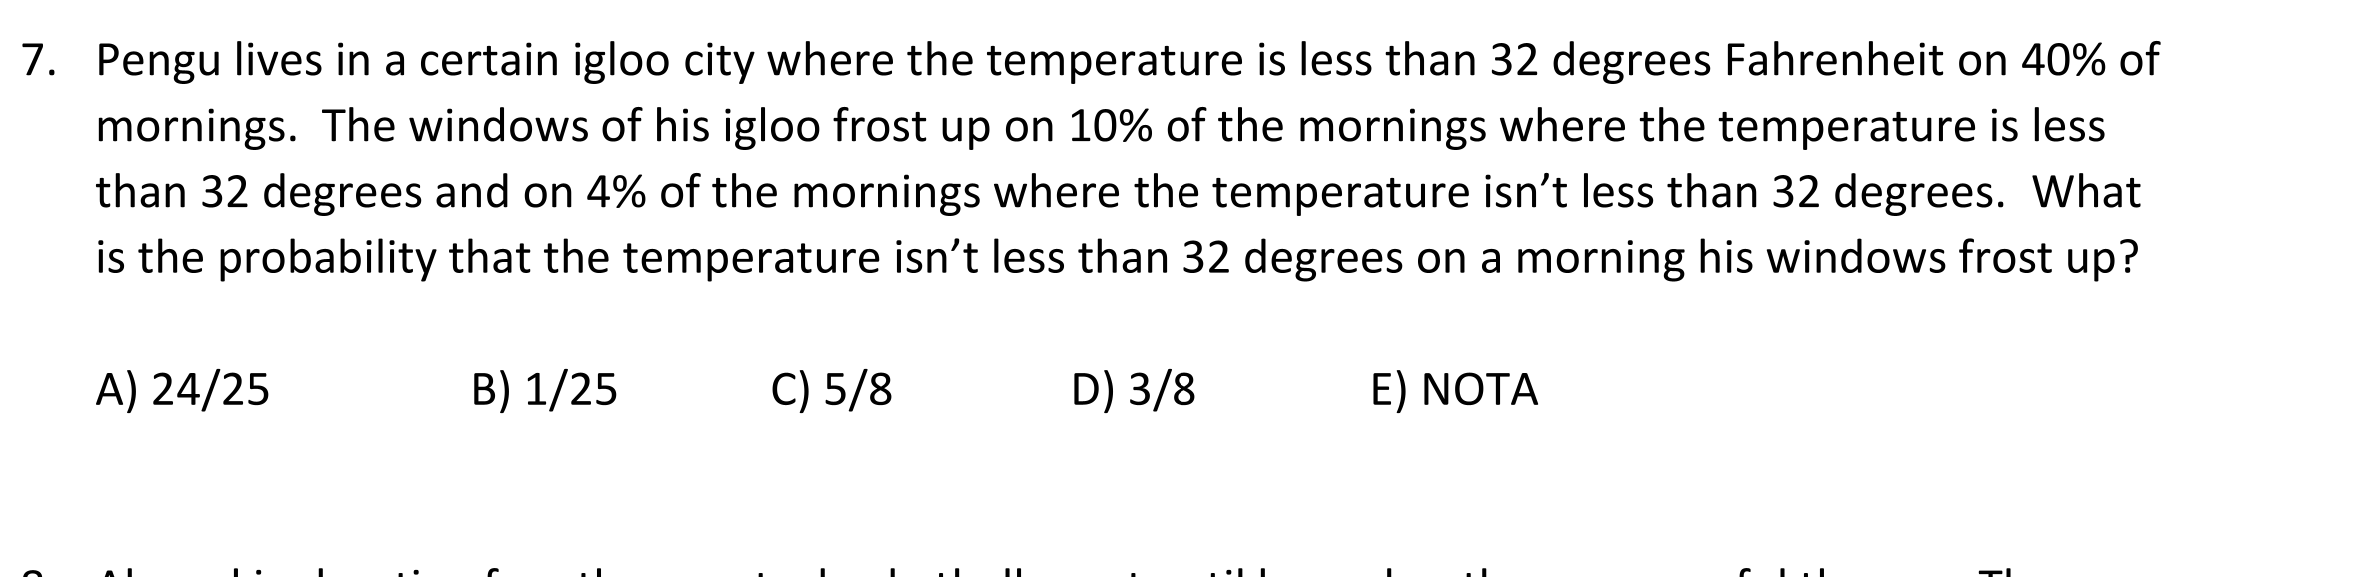 7. Pengu lives in a certain igloo city where the temperature is less than 32 degrees Fahrenheit on 40% of
mornings.  The windows of his igloo frost up on 10% of the mornings where the temperature is less
than 32 degrees and on 4% of the mornings where the temperature isn’t less than 32 degrees.  What
is the probability that the temperature isn’t less than 32 degrees on a morning his windows frost up?
A) 24/25 B) 1/25 C) 5/8 D) 3/8 E) NOTA